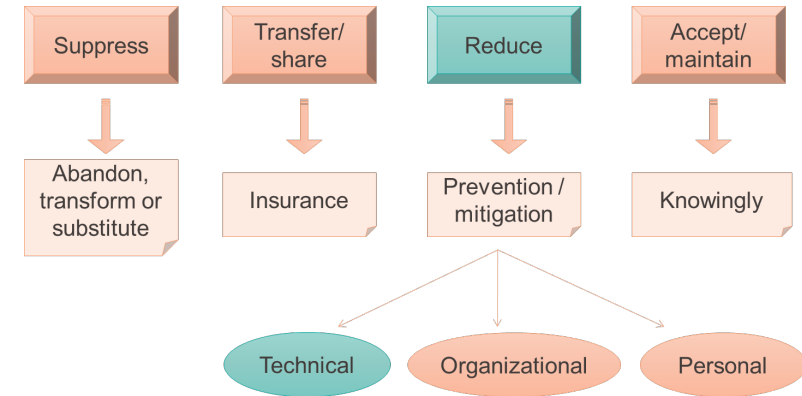 Suppress
Transfer/
share
Reduce
Accept/
maintain
Abandon,
transform or
substitute
Insurance
Prevention /
mitigation
Knowingly
Technical
Organizational
Personal